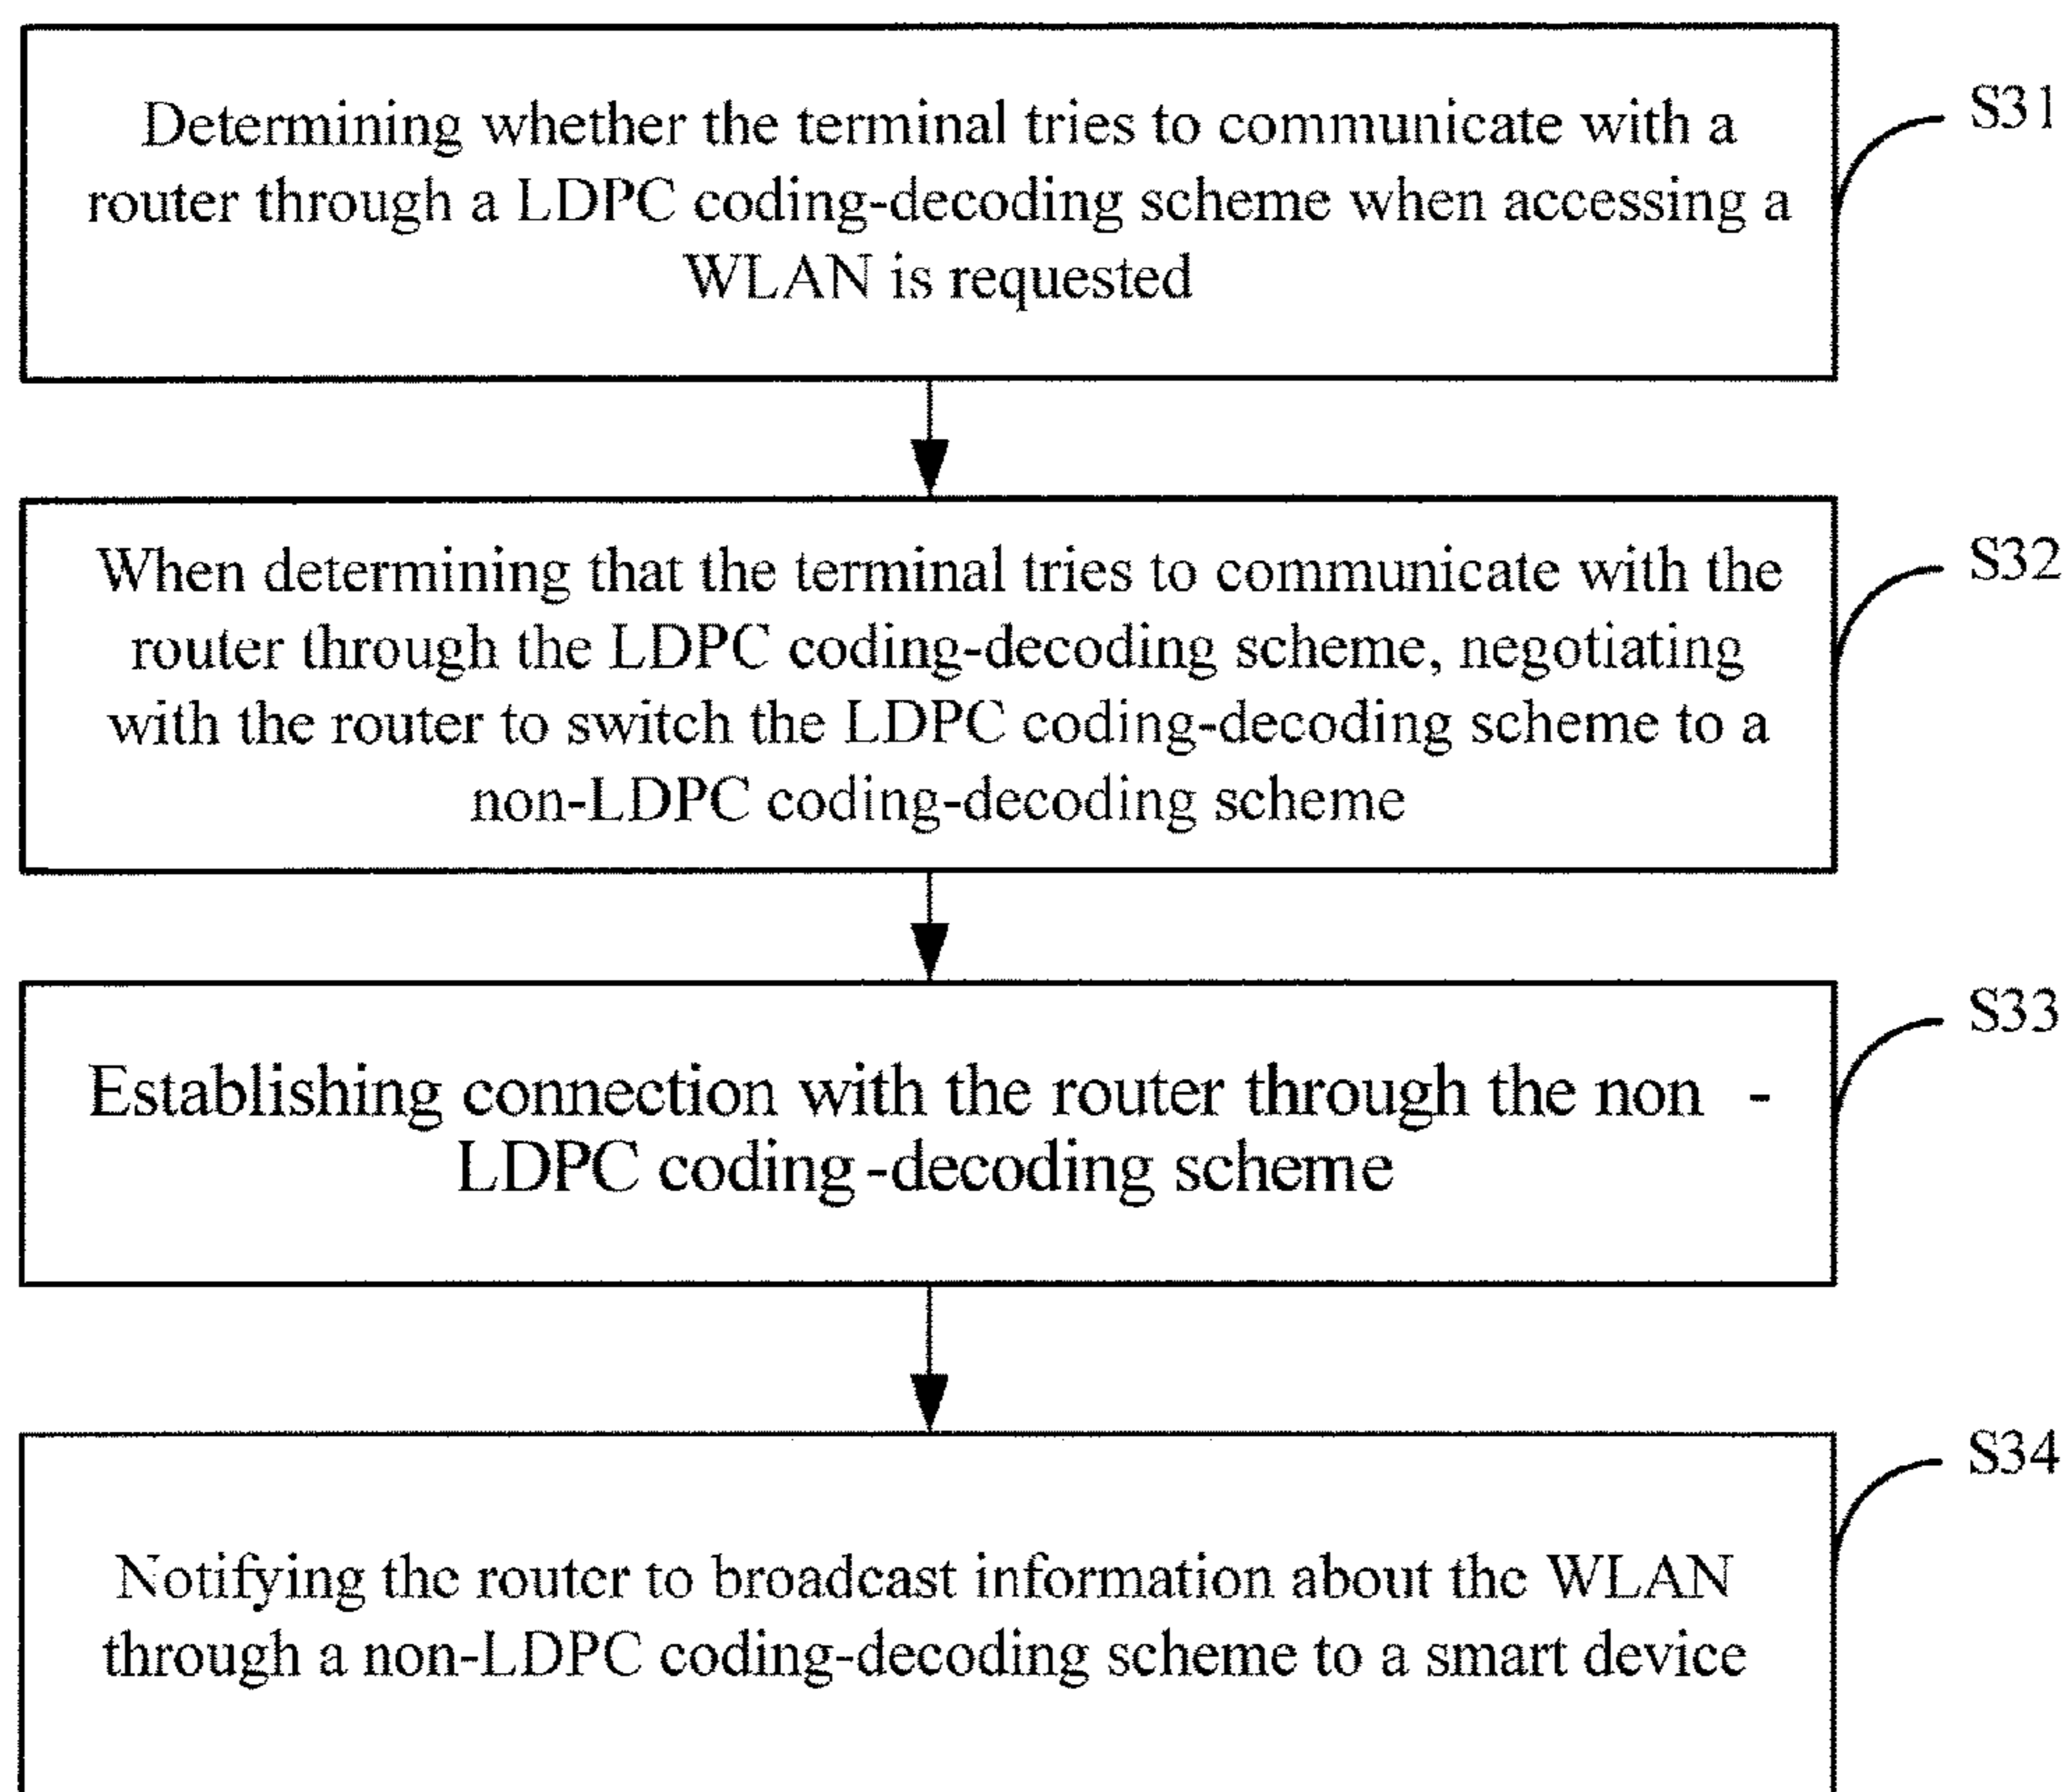 Determining whether the terminal tries to communicate with a
router through a LDPC coding-decoding scheme when accessing a
WLAN is requested
S31
When determining that the terminal tries to communicate with the
router through the LDPC coding-decoding scheme, negotiating
with the router to switch the LDPC coding-decoding scheme to a
non-LDPC coding-decoding scheme
S32
Establishing connection with the router through the non -
LDPC coding-decoding scheme
S33
Notifying the router to broadcast information about the WLAN
through a non-LDPC coding-decoding scheme to a smart device
S34